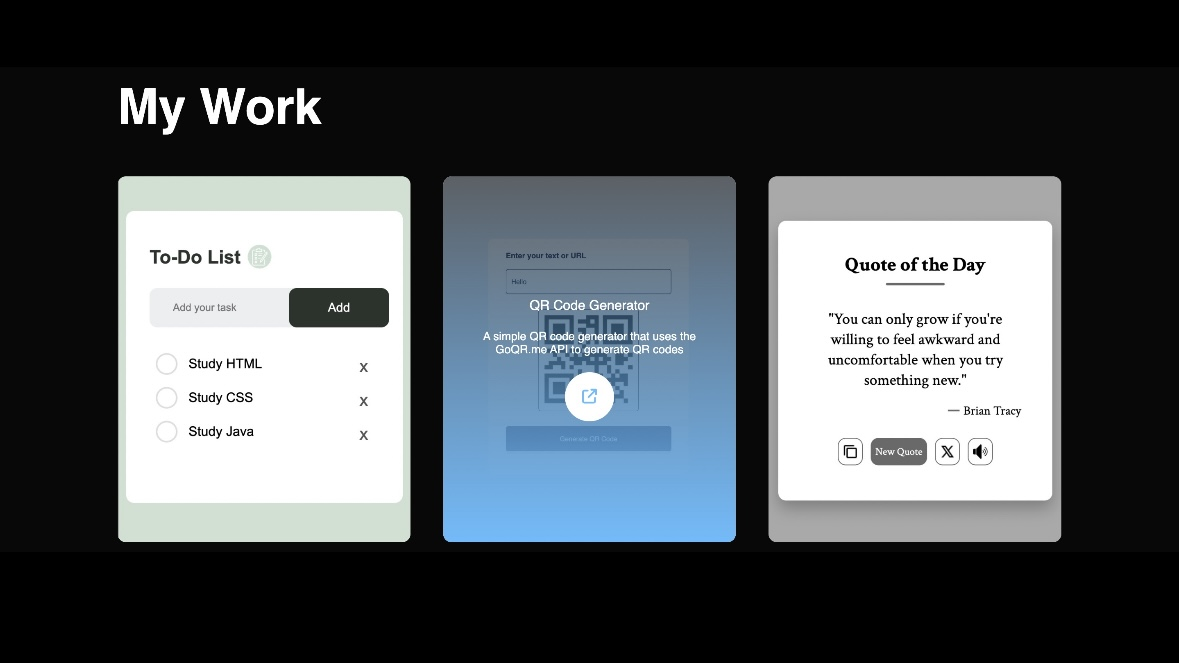 My Work
To-Do List
Add your task
Add
Study HTML
x
Study CSS
x
Study Java
x
Enter your text or URL
Hello
QR Code Generator
A simple QR code generator that uses the
GoQR.me API to generate QR codes
Generate QR Code
Quote of the Day
"You can only grow if you're
willing to feel awkward and
uncomfortable when you try
something new."
— Brian Tracy
New Quote